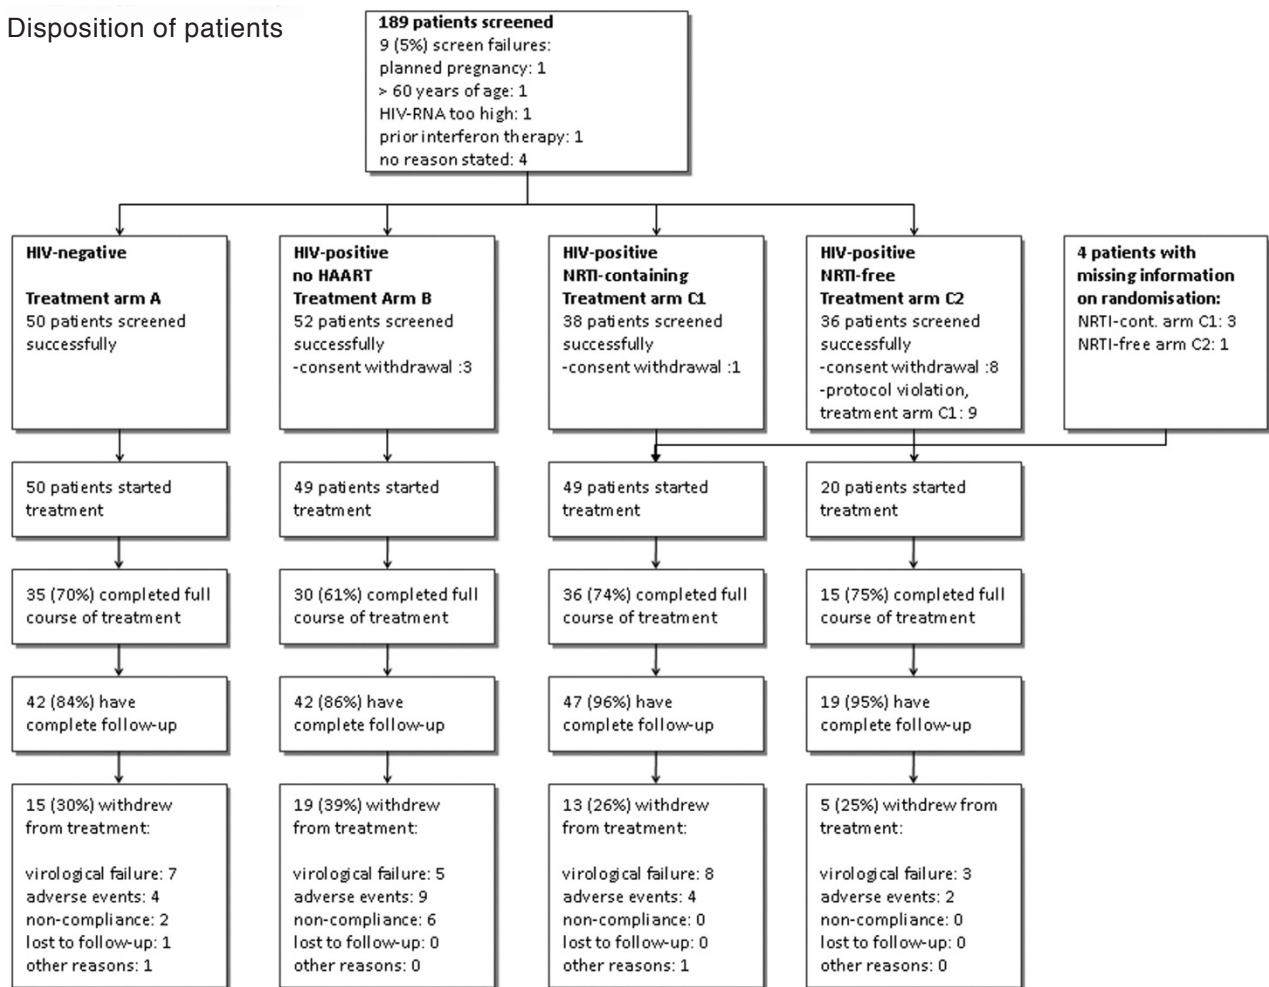 Disposition of patients
189 patients screened
9 (5%) screen failures:
planned pregnancy: 1
> 60 years of age: 1
HIV-RNA too high: 1
prior interferon therapy: 1
no reason stated: 4
HIV-negative
Treatment arm A
50 patients screened
successfully
HIV-positive
no HAART
Treatment Arm B
52 patients screened
successfully
-consent withdrawal :3
HIV-positive
NRTI-containing
Treatment arm C1
38 patients screened
successfully
-consent withdrawal :1
HIV-positive
NRTI-free
Treatment arm C2
36 patients screened
successfully
-consent withdrawal :8
-protocol violation,
treatment arm C1: 9
4 patients with
missing information
on randomisation:
NRTI-cont. arm C1: 3
NRTI-free arm C2: 1
50 patients started
treatment
49 patients started
treatment
49 patients started
treatment
20 patients started
treatment
35 (70%) completed full
course of treatment
30 (61%) completed full
course of treatment
36 (74%) completed full
course of treatment
15 (75%) completed full
course of treatment
42 (84%) have
complete follow-up
42 (86%) have
complete follow-up
47 (96%) have
complete follow-up
19 (95%) have
complete follow-up
15 (30%) withdrew
from treatment:
virological failure: 7
adverse events: 4
non-compliance: 2
lost to follow-up: 1
other reasons: 1
19 (39%) withdrew
from treatment:
virological failure: 5
adverse events: 9
non-compliance: 6
lost to follow-up: 0
other reasons: 0
13 (26%) withdrew
from treatment:
virological failure: 8
adverse events: 4
non-compliance: 0
lost to follow-up: 0
other reasons: 1
5 (25%) withdrew from
treatment:
virological failure: 3
adverse events: 2
non-compliance: 0
lost to follow-up: 0
other reasons: 0